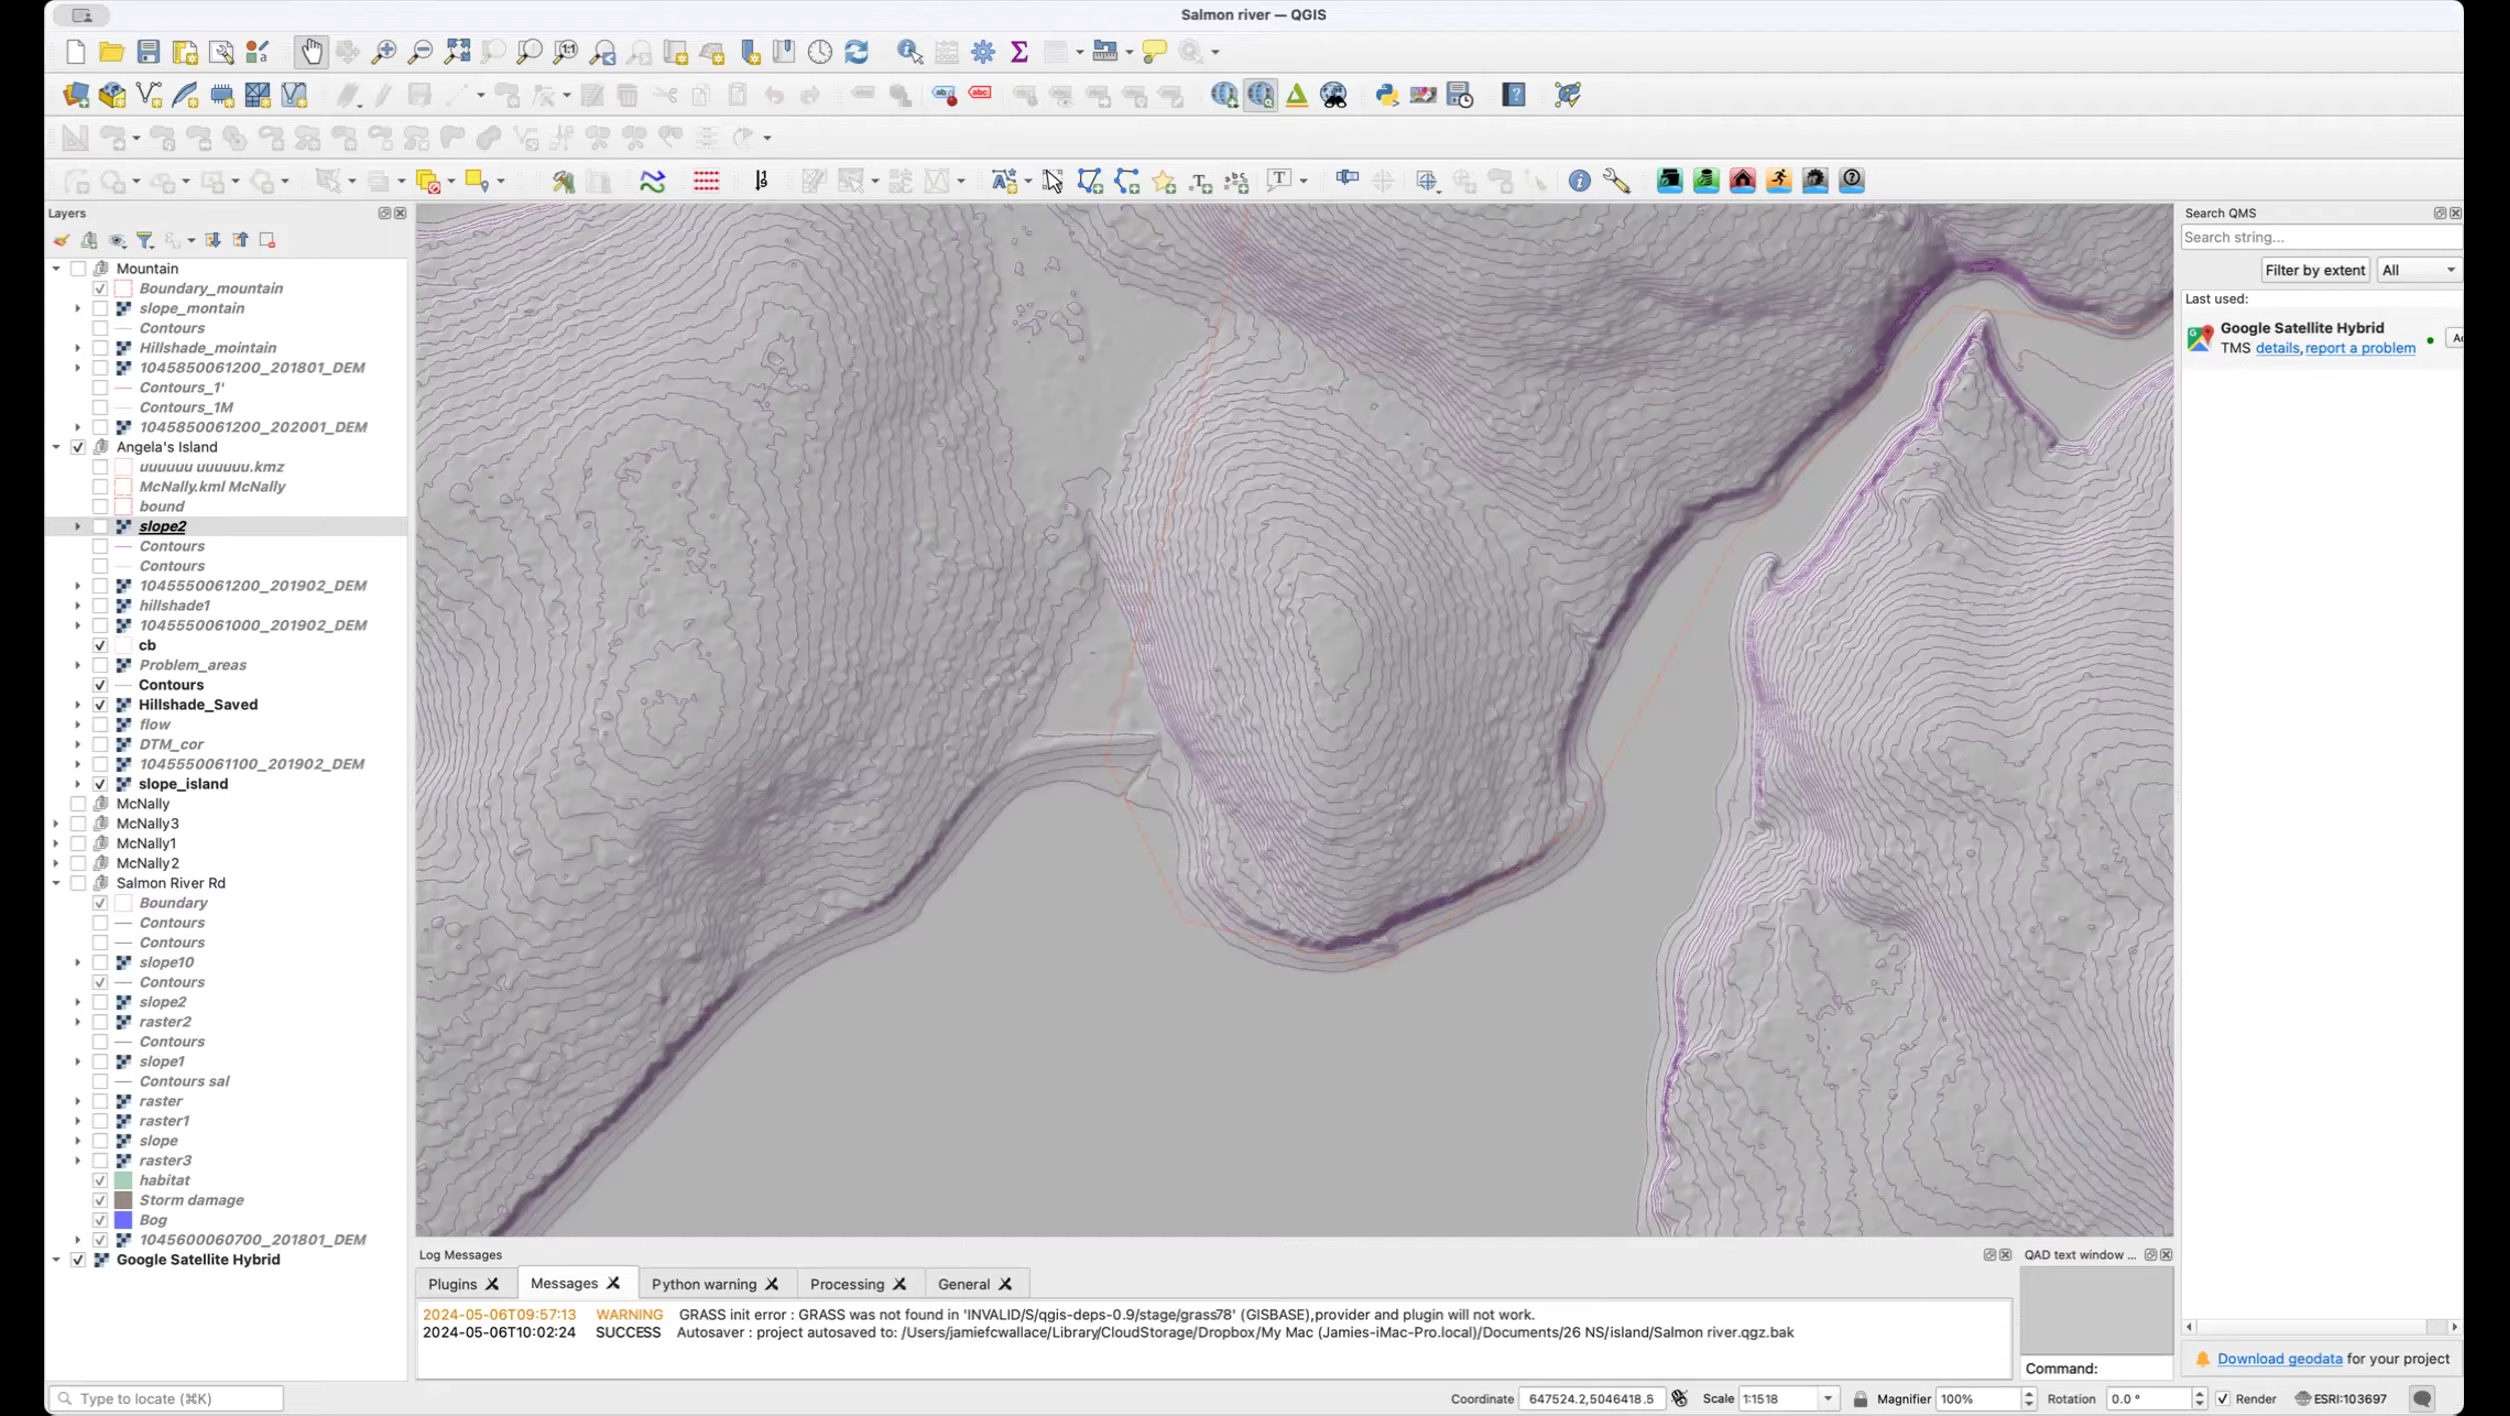 Salmon river — QGIS
Layers
Mountain
Boundary_mountain
slope_montain
Contours
Hillshade_mointain
1045850061200_201801_DEM
Contours_1'
Contours_1M
1045850061200_202001_DEM
Angela's Island
uuuuuu uuuuuu.kmz
McNally.kml McNally
bound
slope2
Contours
Contours
1045550061200_201902_DEM
hillshade1
1045550061000_201902_DEM
cb
Problem_areas
Contours
Hillshade_Saved
flow
DTM_cor
1045550061100_201902_DEM
slope_island
McNally
McNally3
McNally1
McNally2
Salmon River Rd
Boundary
Contours
Contours
slope10
Contours
slope2
raster2
Contours
slope1
Contours sal
raster
raster1
slope
raster3
habitat
Storm damage
Bog
1045600060700_201801_DEM
Google Satellite Hybrid
Type to locate (⌘K)
Search QMS
Search string...
Filter by extent All
Last used:
Google Satellite Hybrid
TMS details, report a problem
Download geodata for your project
Log Messages
Plugins Messages Python warning Processing General
2024-05-06T09:57:13 WARNING GRASS init error : GRASS was not found in 'INVALID/S/qgis-deps-0.9/stage/grass78' (GISBASE),provider and plugin will not work.
2024-05-06T10:02:24 SUCCESS Autosaver : project autosaved to: /Users/jamiefcwallace/Library/CloudStorage/Dropbox/My Mac (Jamies-iMac-Pro.local)/Documents/26 NS/island/Salmon river.qgz.bak
QAD text window ...
Command:
Coordinate 647524.2,5046418.5 Scale 1:1518 Magnifier 100% Rotation 0.0 ° Render ESRI:103697